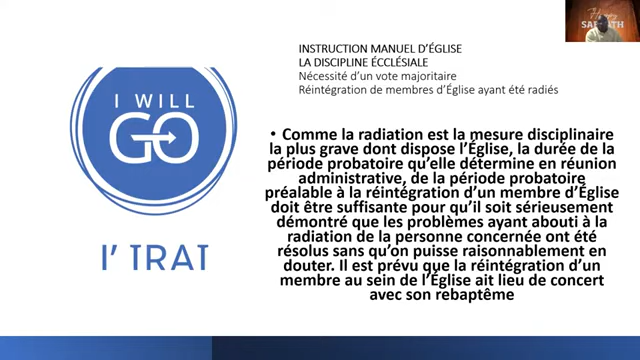 Happy
SABBATH
INSTRUCTION MANUEL D'ÉGLISE
LA DISCIPLINE ÉCCLÉSIALE
Nécessité d'un vote majoritaire
Réintégration de membres d'Église ayant été radiés
I WILL
GO
I' TRAT
• Comme la radiation est la mesure disciplinaire
la plus grave dont dispose l'Église, la durée de la
période probatoire qu'elle détermine en réunion
administrative, de la période probatoire
préalable à la réintégration d'un membre d'Église
doit être suffisante pour qu'il soit sérieusement
démontré que les problèmes ayant abouti à la
radiation de la personne concernée ont été
résolus sans qu'on puisse raisonnablement en
douter. Il est prévu que la réintégration d'un
membre au sein de l'Église ait lieu de concert
avec son rebaptême